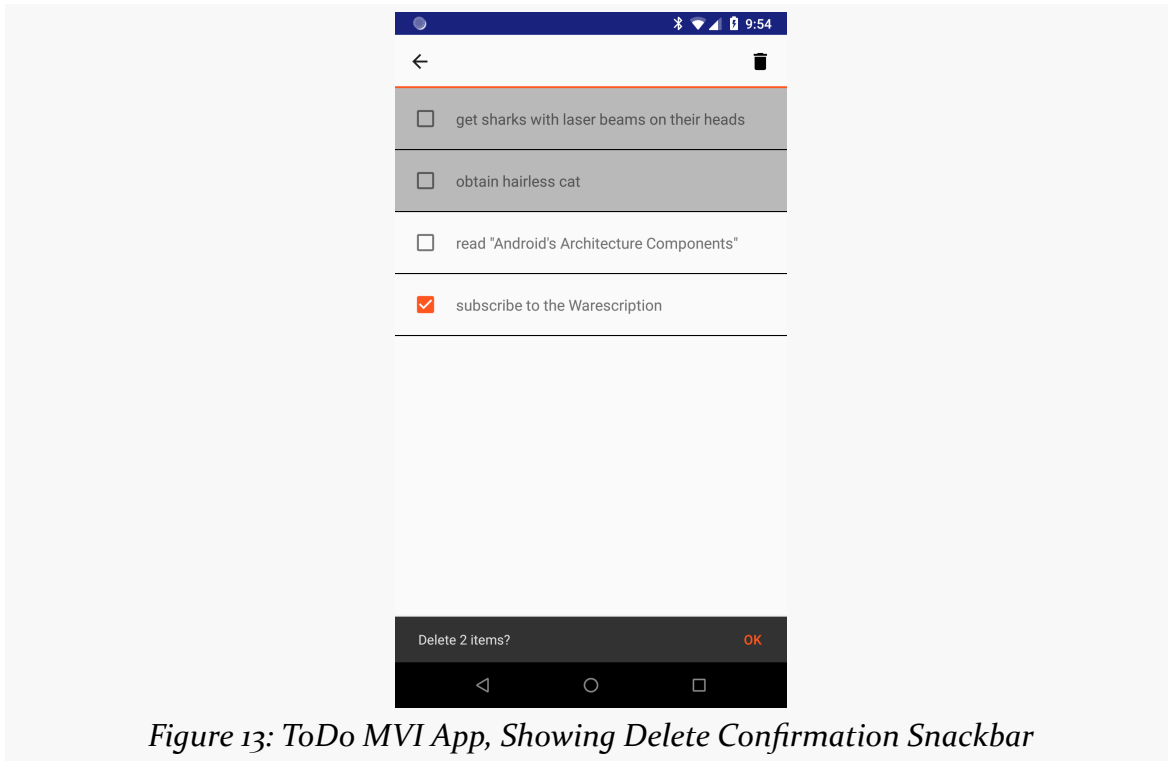 9:54
get sharks with laser beams on their heads
obtain hairless cat
read "Android's Architecture Components"
subscribe to the Warescription
Delete 2 items? OK
Figure 13: ToDo MVI App, Showing Delete Confirmation Snackbar